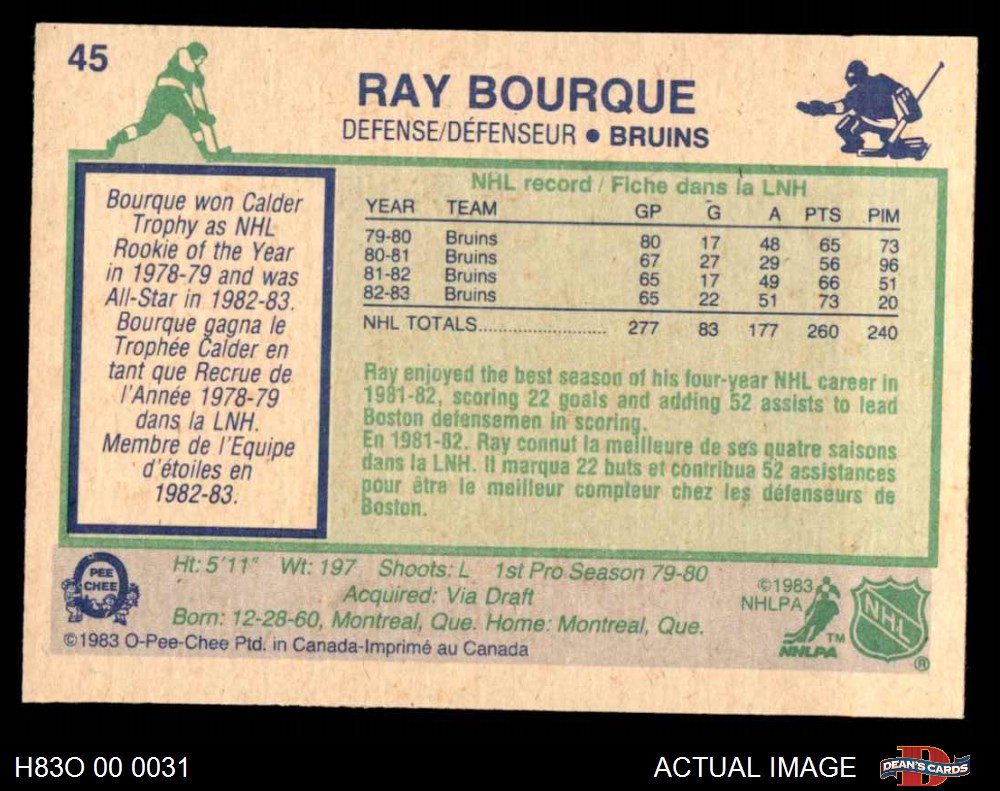 45
RAY BOURQUE
DEFENSE/DÉFENSEUR ● BRUINS
Bourque won Calder
Trophy as NHL
Rookie of the Year
in 1978-79 and was
All-Star in 1982-83.
Bourque gagna le
Trophée Calder en
tant que Recrue de
l'Année 1978-79
dans la LNH.
Membre de l'Equipe
d'étoiles en
1982-83.
NHL record / Fiche dans la LNH
YEAR TEAM GP G A PTS PIM
79-80 Bruins 80 17 48 65 73
80-81 Bruins 67 27 29 56 96
81-82 Bruins 65 17 49 66 51
82-83 Bruins 65 22 51 73 20
NHL TOTALS........................ 277 83 177 260 240
Ray enjoyed the best season of his four-year NHL career in
1981-82, scoring 22 goals and adding 52 assists to lead
Boston defensemen in scoring.
En 1981-82. Ray connut la meilleure de ses quatre saisons
dans la LNH. Il marqua 22 buts et contribua 52 assistances
pour être le meilleur compteur chez les défenseurs de
Boston.
PEE
CHEE
Ht: 5'11" Wt: 197 Shoots: L 1st Pro Season 79-80
Acquired: Via Draft
Born: 12-28-60, Montreal, Que. Home: Montreal, Que.
©1983 O-Pee-Chee Ptd. in Canada-Imprimé au Canada
©1983
NHLPA
TM
NHLPA
NHL
®
H83O 00 0031
ACTUAL IMAGE
D
DEAN'S CARDS